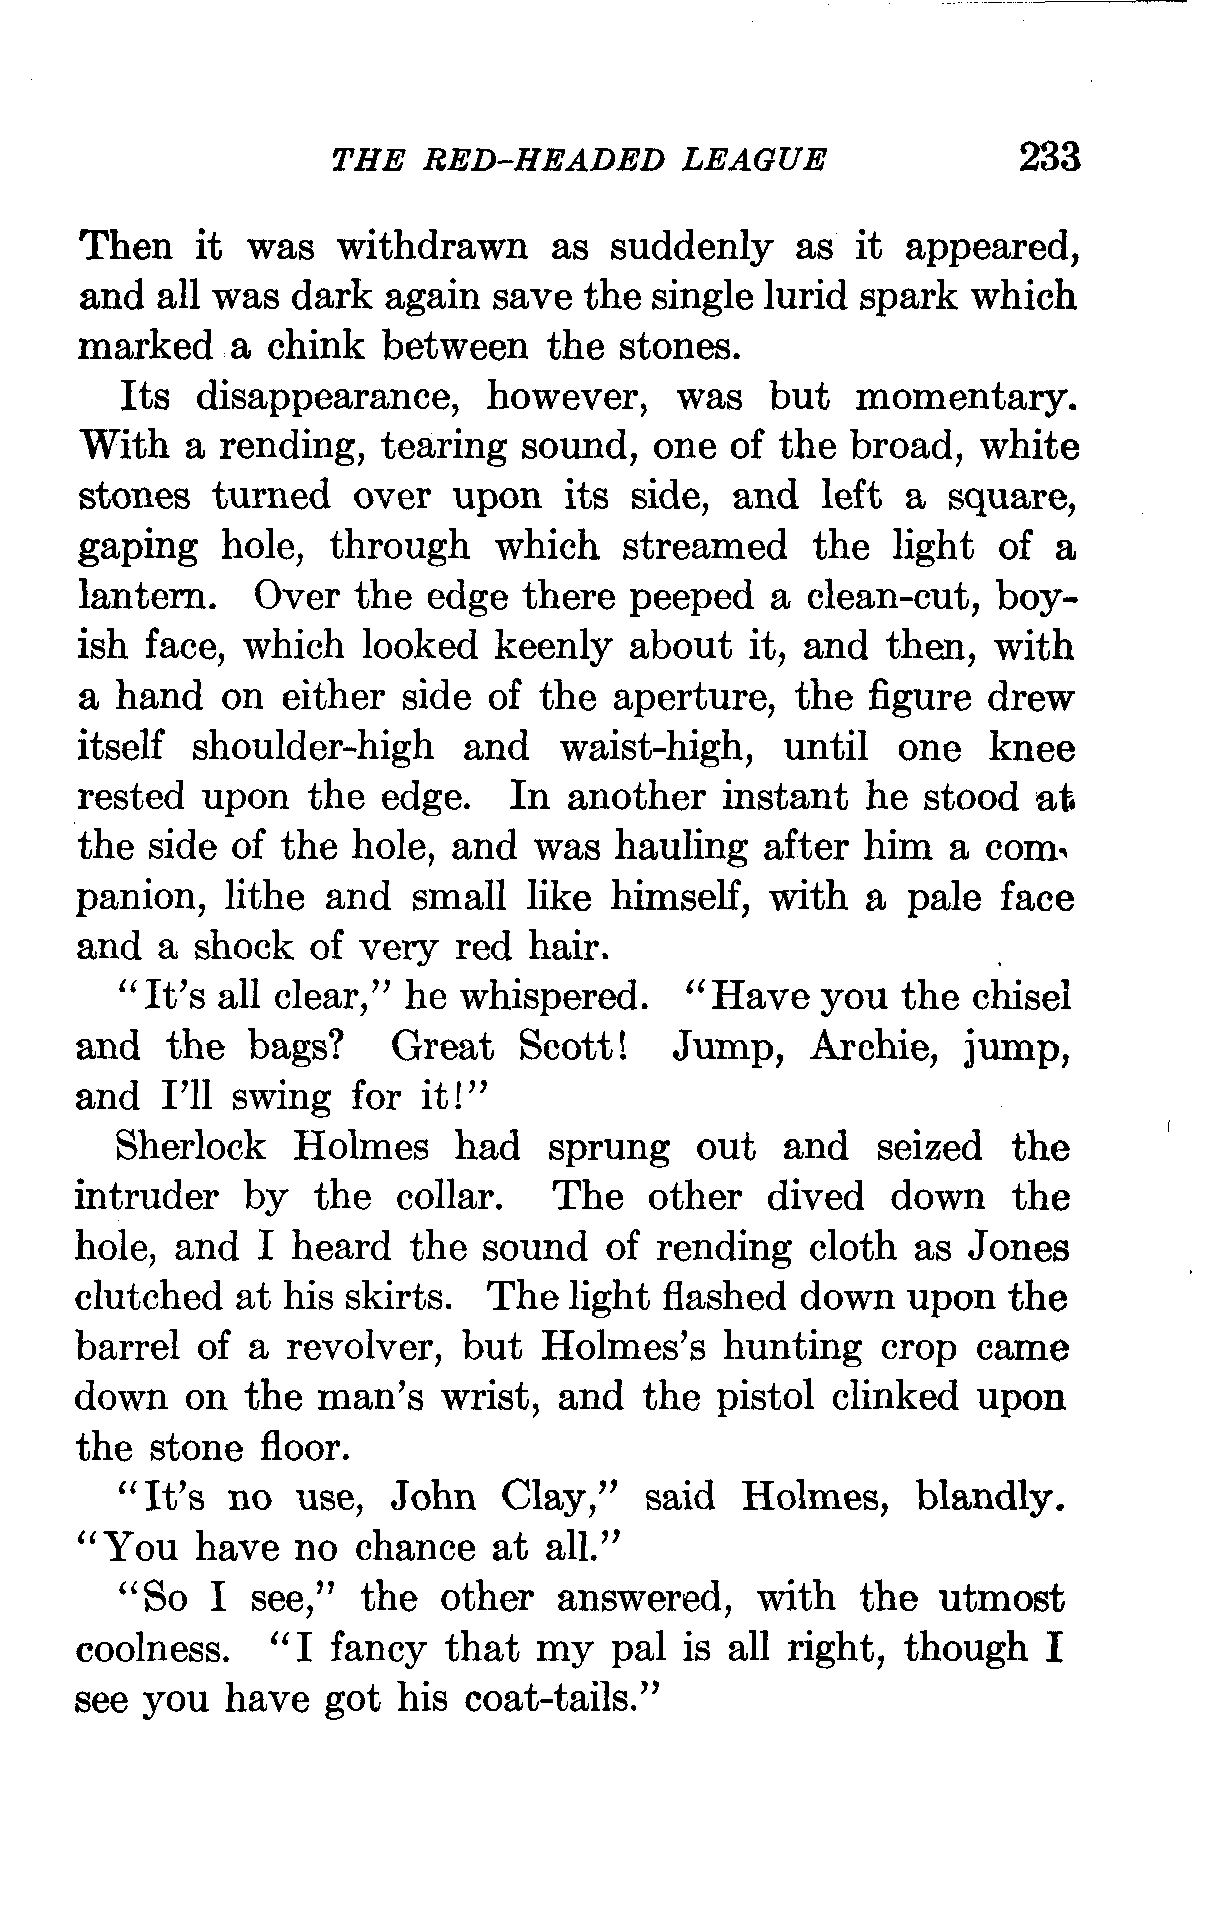 THE RED-HEADED LEAGUE 233
Then it was withdrawn as suddenly as it appeared,
and all was dark again save the single lurid spark which
marked a chink between the stones.
Its disappearance, however, was but momentary.
With a rending, tearing sound, one of the broad, white
stones turned over upon its side, and left a square,
gaping hole, through which streamed the light of a
lantern. Over the edge there peeped a clean-cut, boy-
ish face, which looked keenly about it, and then, with
a hand on either side of the aperture, the figure drew
itself shoulder-high and waist-high, until one knee
rested upon the edge. In another instant he stood at
the side of the hole, and was hauling after him a com-
panion, lithe and small like himself, with a pale face
and a shock of very red hair.
“It’s all clear,” he whispered. “Have you the chisel
and the bags? Great Scott! Jump, Archie, jump,
and I’ll swing for it!”
Sherlock Holmes had sprung out and seized the
intruder by the collar. The other dived down the
hole, and I heard the sound of rending cloth as Jones
clutched at his skirts. The light flashed down upon the
barrel of a revolver, but Holmes’s hunting crop came
down on the man’s wrist, and the pistol clinked upon
the stone floor.
“It’s no use, John Clay,” said Holmes, blandly.
“You have no chance at all.”
“So I see,” the other answered, with the utmost
coolness. “I fancy that my pal is all right, though I
see you have got his coat-tails.”